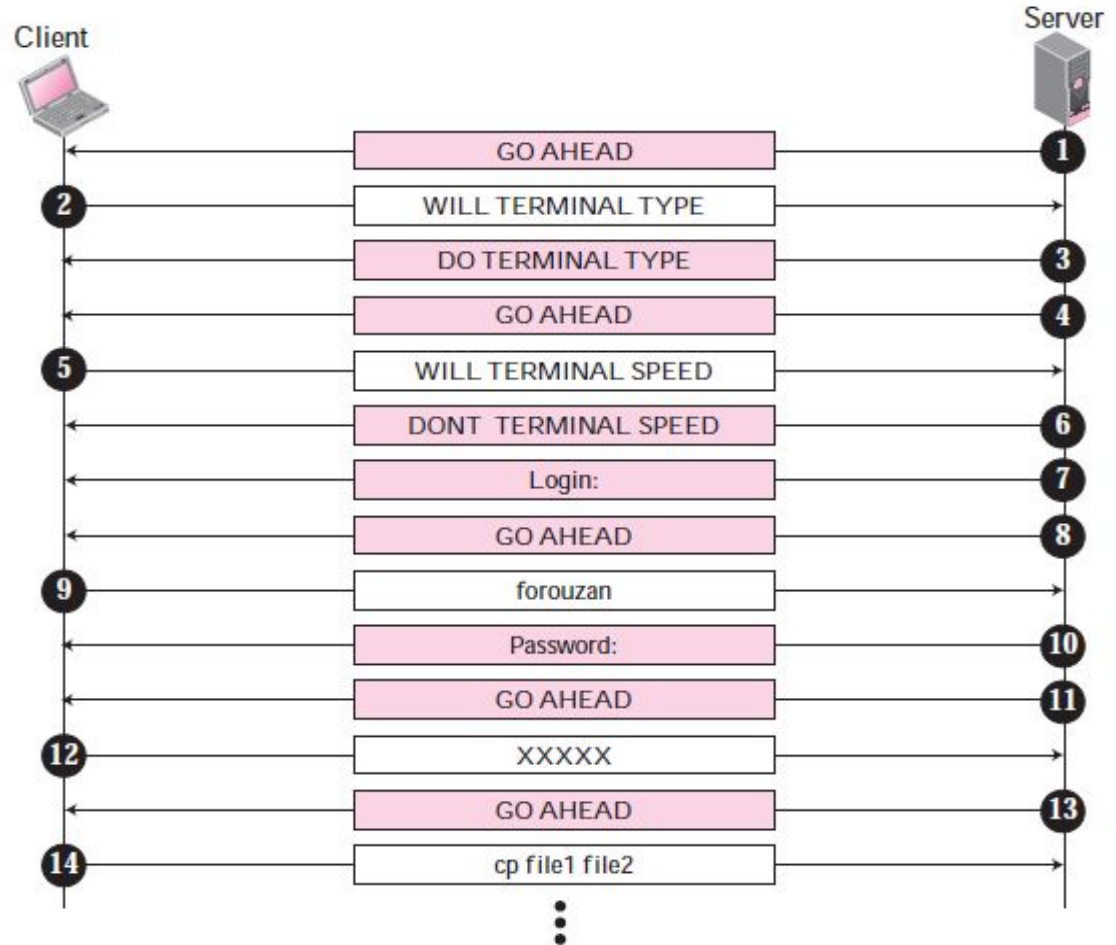 Client
Server
GO AHEAD 1
2 WILL TERMINAL TYPE
DO TERMINAL TYPE 3
GO AHEAD 4
5 WILL TERMINAL SPEED
DONT TERMINAL SPEED 6
Login: 7
GO AHEAD 8
9 forouzan
Password: 10
GO AHEAD 11
12 XXXXX
GO AHEAD 13
14 cp file1 file2